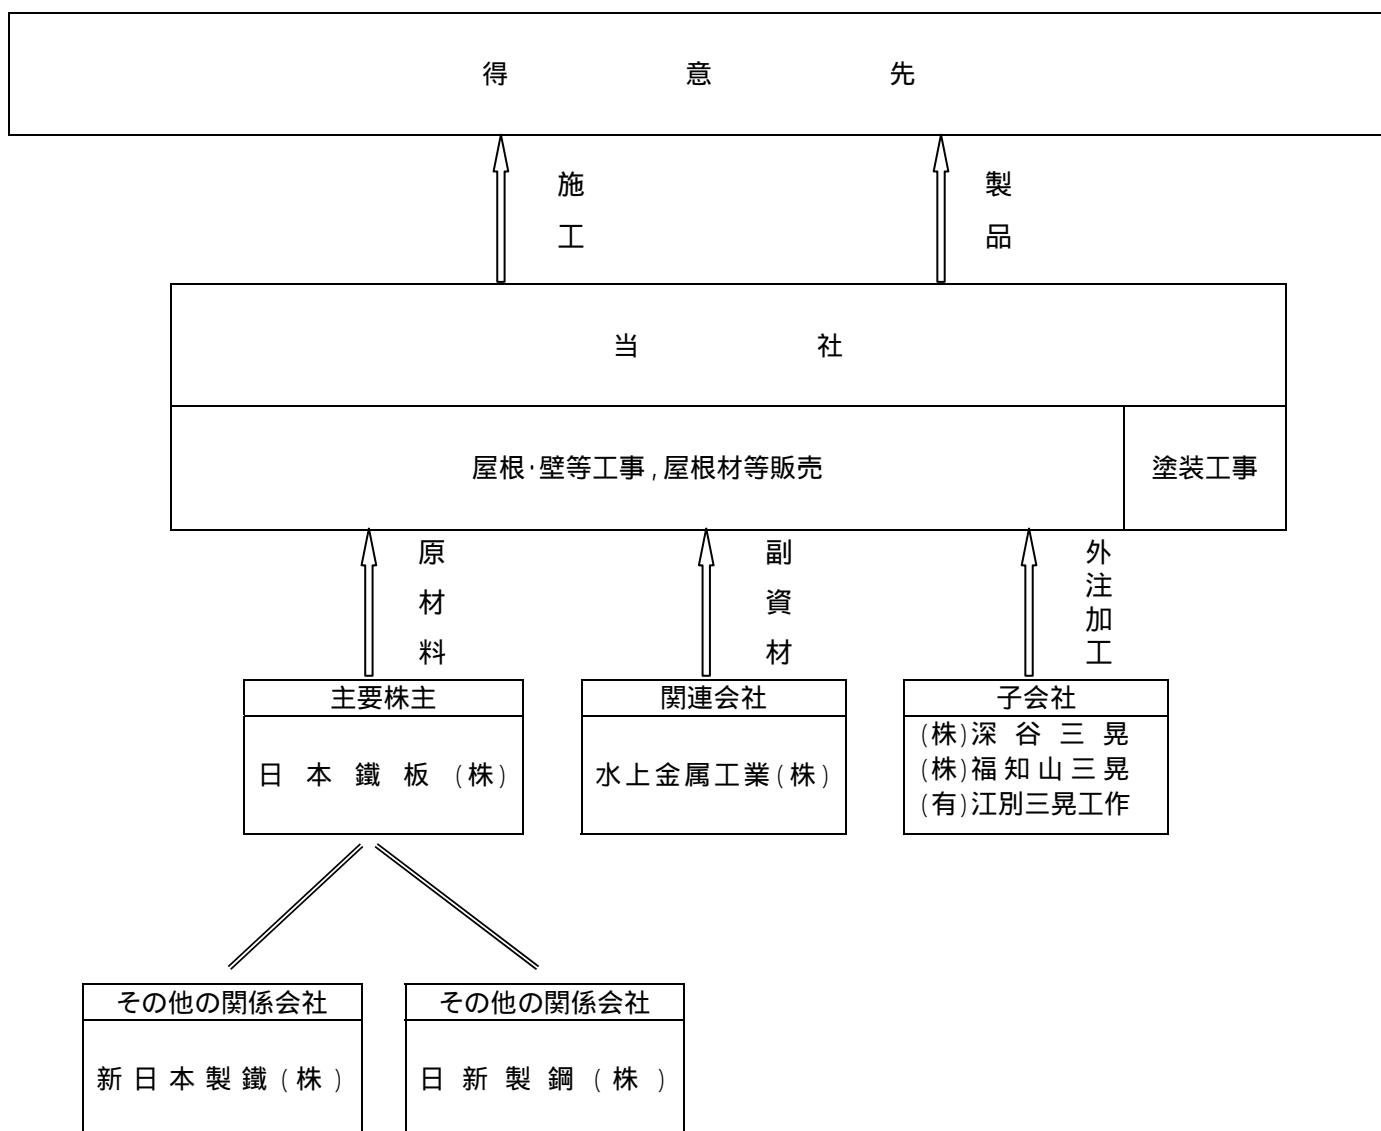 得意先
施工
製品
当社
屋根・壁等工事,屋根材等販売
塗装工事
原材料
副資材
外注加工
主要株主
日本鐵板(株)
関連会社
水上金属工業(株)
子会社
(株)深谷三晃
(株)福知山三晃
(有)江別三晃工作
その他の関係会社
新日本製鐵(株)
その他の関係会社
日新製鋼(株)